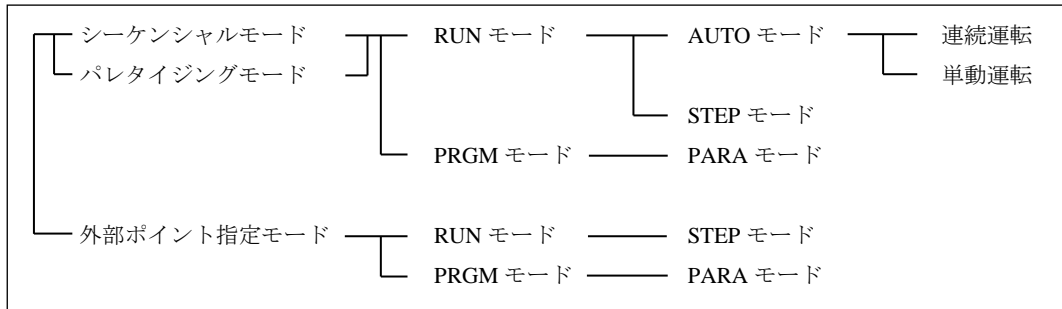 シーケンシャルモード RUN モード AUTO モード 連続運転
パレタイジングモード 単動運転
STEP モード
PRGM モード PARA モード
外部ポイント指定モード RUN モード STEP モード
PRGM モード PARA モード